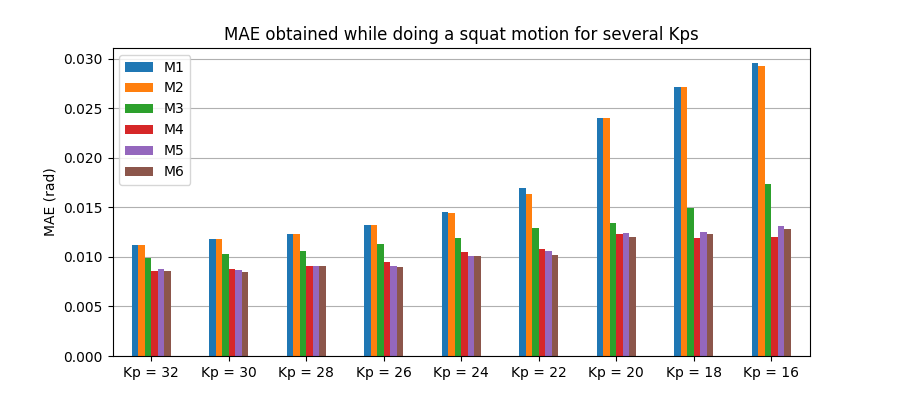 MAE obtained while doing a squat motion for several Kps
MAE (rad)
0.030
0.025
0.020
0.015
0.010
0.005
0.000
M1
M2
M3
M4
M5
M6
Kp = 32 Kp = 30 Kp = 28 Kp = 26 Kp = 24 Kp = 22 Kp = 20 Kp = 18 Kp = 16